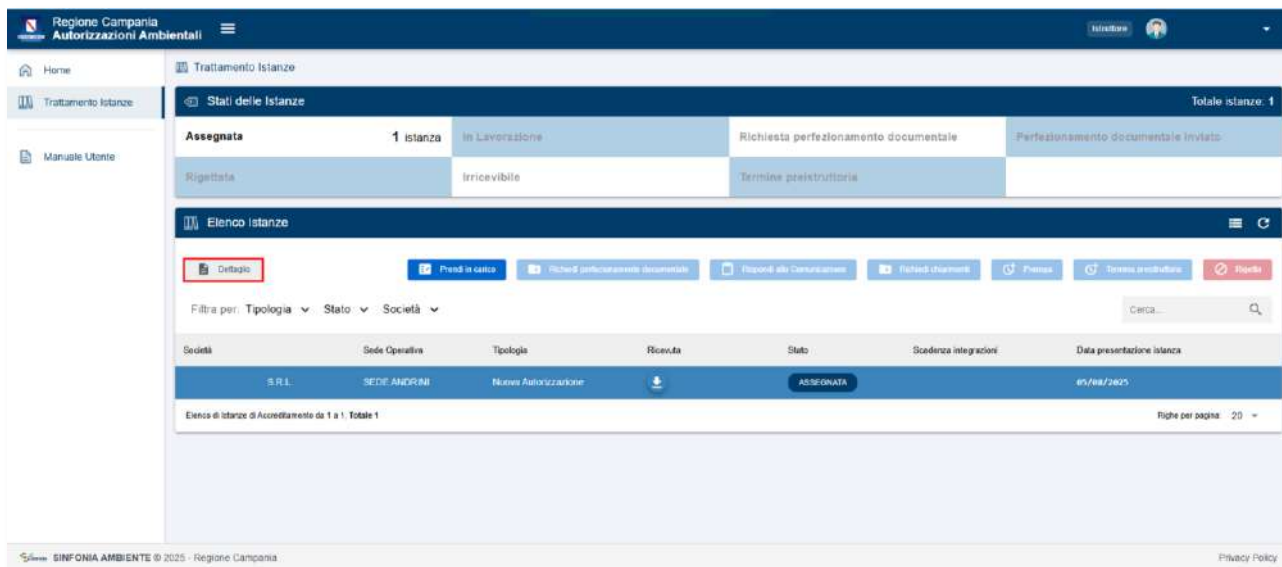 Regione Campania
Autorizzazioni Ambientali
Istruttore
Home
Trattamento Istanze
Manuale Utente
Trattamento Istanze
Stati delle Istanze
Totale istanze: 1
Assegnata 1 istanza
In Lavorazione
Richiesta perfezionamento documentale
Perfezionamento documentale inviato
Rigettata
Irricevibile
Termine preistruttoria
Elenco Istanze
Dettaglio
Prendi in carico
Richiedi perfezionamento documentale
Rispondi alla Comunicazione
Richiedi chiarimenti
Proroga
Termina preistruttoria
Rigetta
Filtra per: Tipologia Stato Società
Cerca...
Società Sede Operativa Tipologia Ricevuta Stato Scadenza integrazioni Data presentazione istanza
S.R.L. SEDE ANDRINI Nuova Autorizzazione ASSEGNATA 05/08/2025
Elenco di Istanze di Accreditamento da 1 a 1. Totale 1
Righe per pagina: 20
SINFONIA AMBIENTE © 2025 - Regione Campania
Privacy Policy